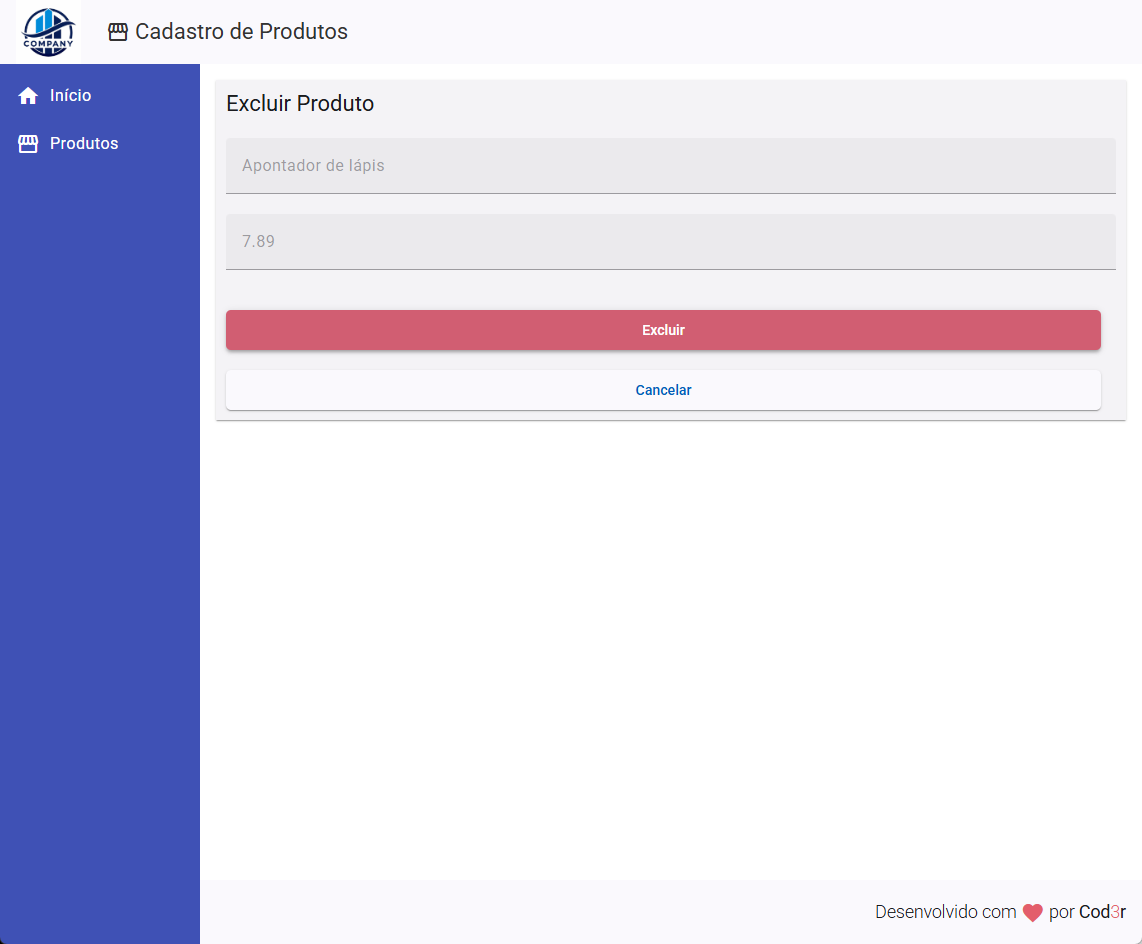 COMPANY
Cadastro de Produtos
Início
Produtos
Excluir Produto
Apontador de lápis
7.89
Excluir
Cancelar
Desenvolvido com por Cod3r